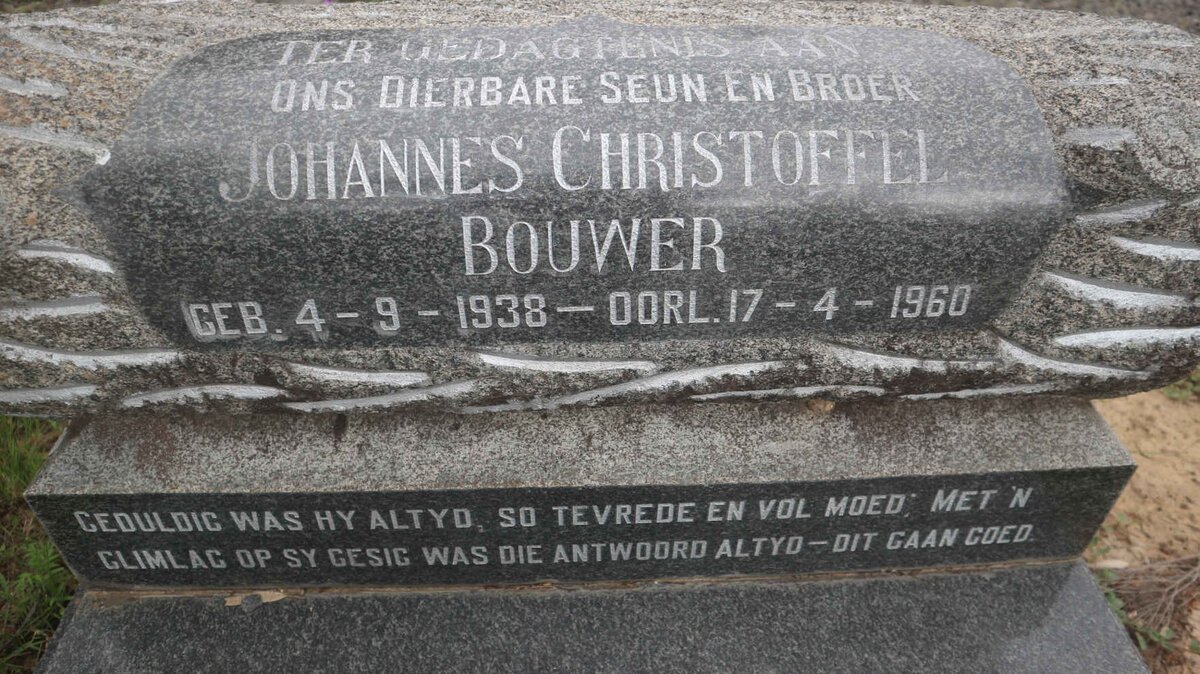 TER GEDAGTENIS AAN
ONS DIERBARE SEUN EN BROER
JOHANNES CHRISTOFFEL
BOUWER
GEB. 4 - 9 - 1938 — OORL. 17 - 4 - 1960
GEDULDIG WAS HY ALTYD, SO TEVREDE EN VOL MOED; MET 'N
GLIMLAG OP SY GESIG WAS DIE ANTWOORD ALTYD — DIT GAAN GOED.